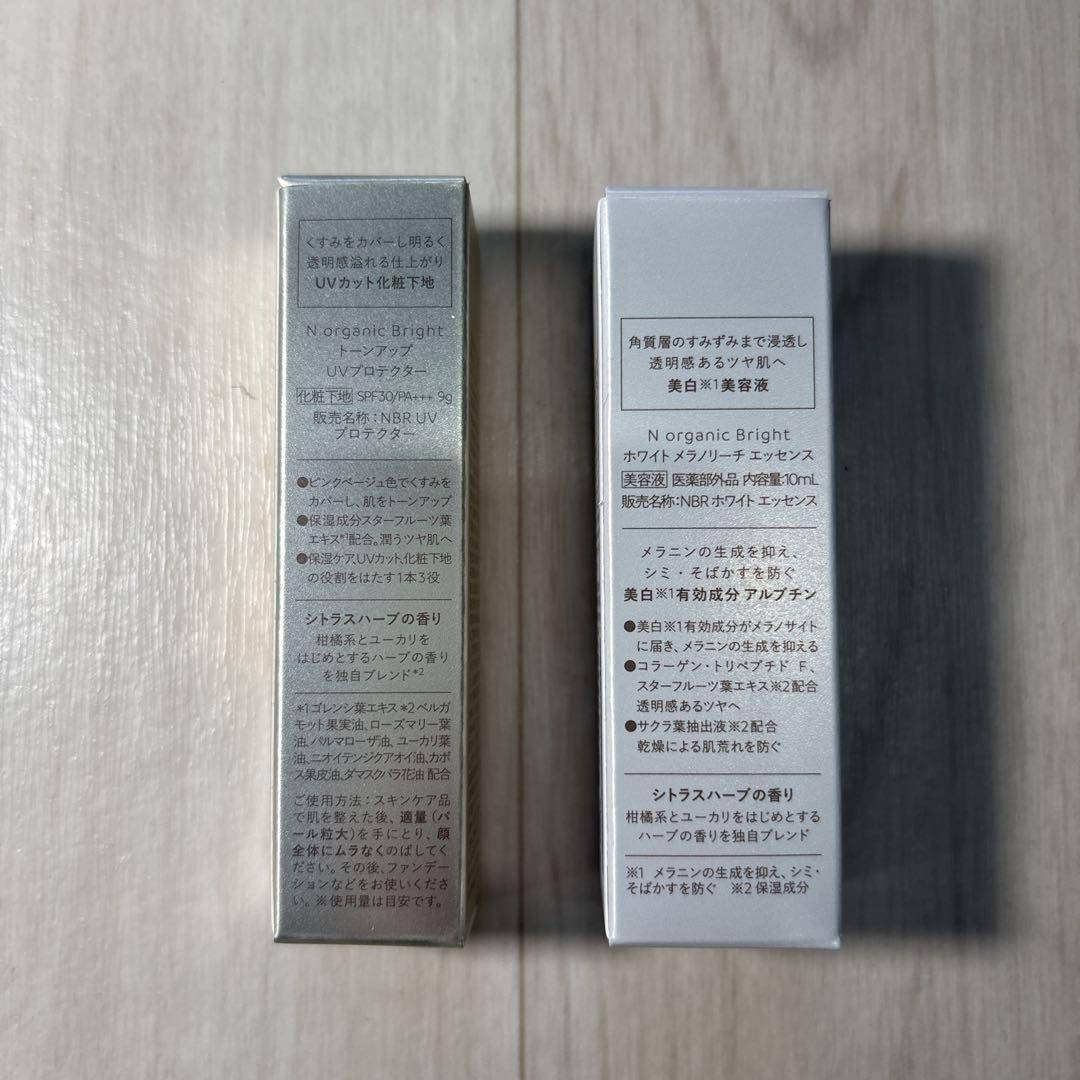 くすみをカバーし明るく
透明感溢れる仕上がり
UVカット化粧下地
N organic Bright
トーンアップ
UVプロテクター
化粧下地 SPF30/PA+++ 9g
販売名称：NBR UV
プロテクター
●ピンクベージュ色でくすみを
カバーし、肌をトーンアップ
●保湿成分スターフルーツ葉
エキス*1配合。潤うツヤ肌へ
●保湿ケア,UVカット,化粧下地
の役割をはたす1本3役
シトラスハーブの香り
柑橘系とユーカリを
はじめとするハーブの香り
を独自ブレンド*2
*1ゴレンシ葉エキス *2ベルガ
モット果実油、ローズマリー葉
油、パルマローザ油、ユーカリ葉
油、ニオイテンジクアオイ油、カボ
ス果皮油、ダマスクバラ花油 配合
ご使用方法：スキンケア品
で肌を整えた後、適量（パ
ール粒大）を手にとり、顔
全体にムラなくのばしてく
ださい。その後、ファンデー
ションなどをお使いくださ
い。※使用量は目安です。
角質層のすみずみまで浸透し
透明感あるツヤ肌へ
美白※1美容液
N organic Bright
ホワイト メラノリーチ エッセンス
美容液 医薬部外品 内容量:10mL
販売名称:NBR ホワイト エッセンス
メラニンの生成を抑え、
シミ・そばかすを防ぐ
美白※1有効成分 アルブチン
●美白※1有効成分がメラノサイト
に届き、メラニンの生成を抑える
●コラーゲン・トリペプチド F、
スターフルーツ葉エキス※2配合
透明感あるツヤへ
●サクラ葉抽出液※2配合
乾燥による肌荒れを防ぐ
シトラスハーブの香り
柑橘系とユーカリをはじめとする
ハーブの香りを独自ブレンド
※1 メラニンの生成を抑え、シミ・
そばかすを防ぐ ※2 保湿成分